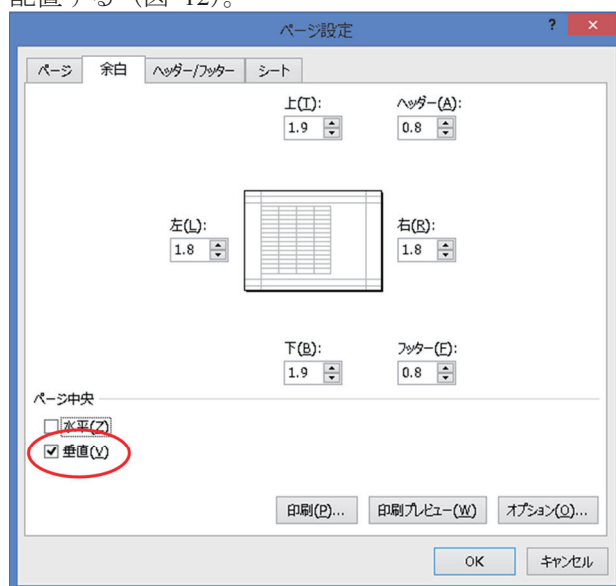 配置する（図 12）。
ページ設定 ? ×
ページ 余白 ヘッダー/フッター シート
上(T): ヘッダー(A):
1.9 0.8
左(L): 右(R):
1.8 1.8
下(B): フッター(F):
1.9 0.8
ページ中央
水平(Z)
垂直(V)
印刷(P)... 印刷プレビュー(W) オプション(O)...
OK キャンセル